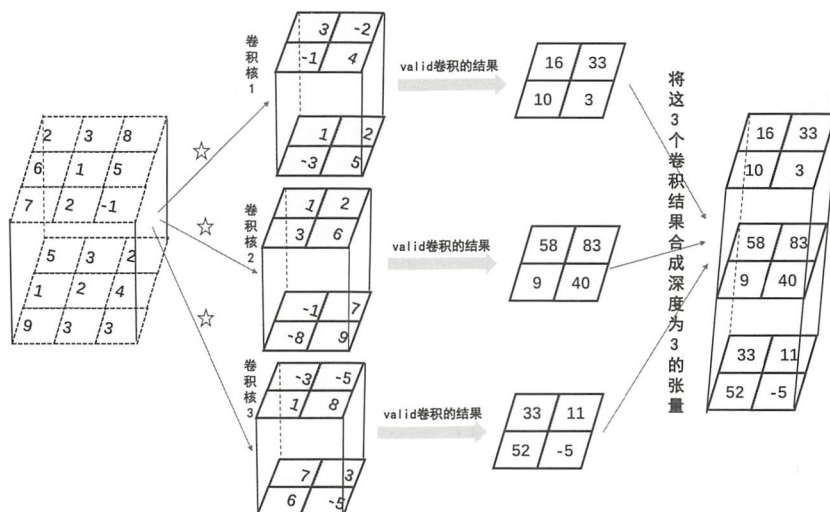 卷积核1
3 -2
-1 4
1 2
-3 5
valid卷积的结果
16 33
10 3
2 3 8
6 1 5
7 2 -1
5 3 2
1 2 4
9 3 3
☆
☆
☆
卷积核2
1 2
3 6
-1 7
-8 9
valid卷积的结果
58 83
9 40
卷积核3
-3 -5
1 8
7 3
6 -5
valid卷积的结果
33 11
52 -5
将这3个卷积结果合成深度为3的张量
16 33
10 3
58 83
9 40
33 11
52 -5